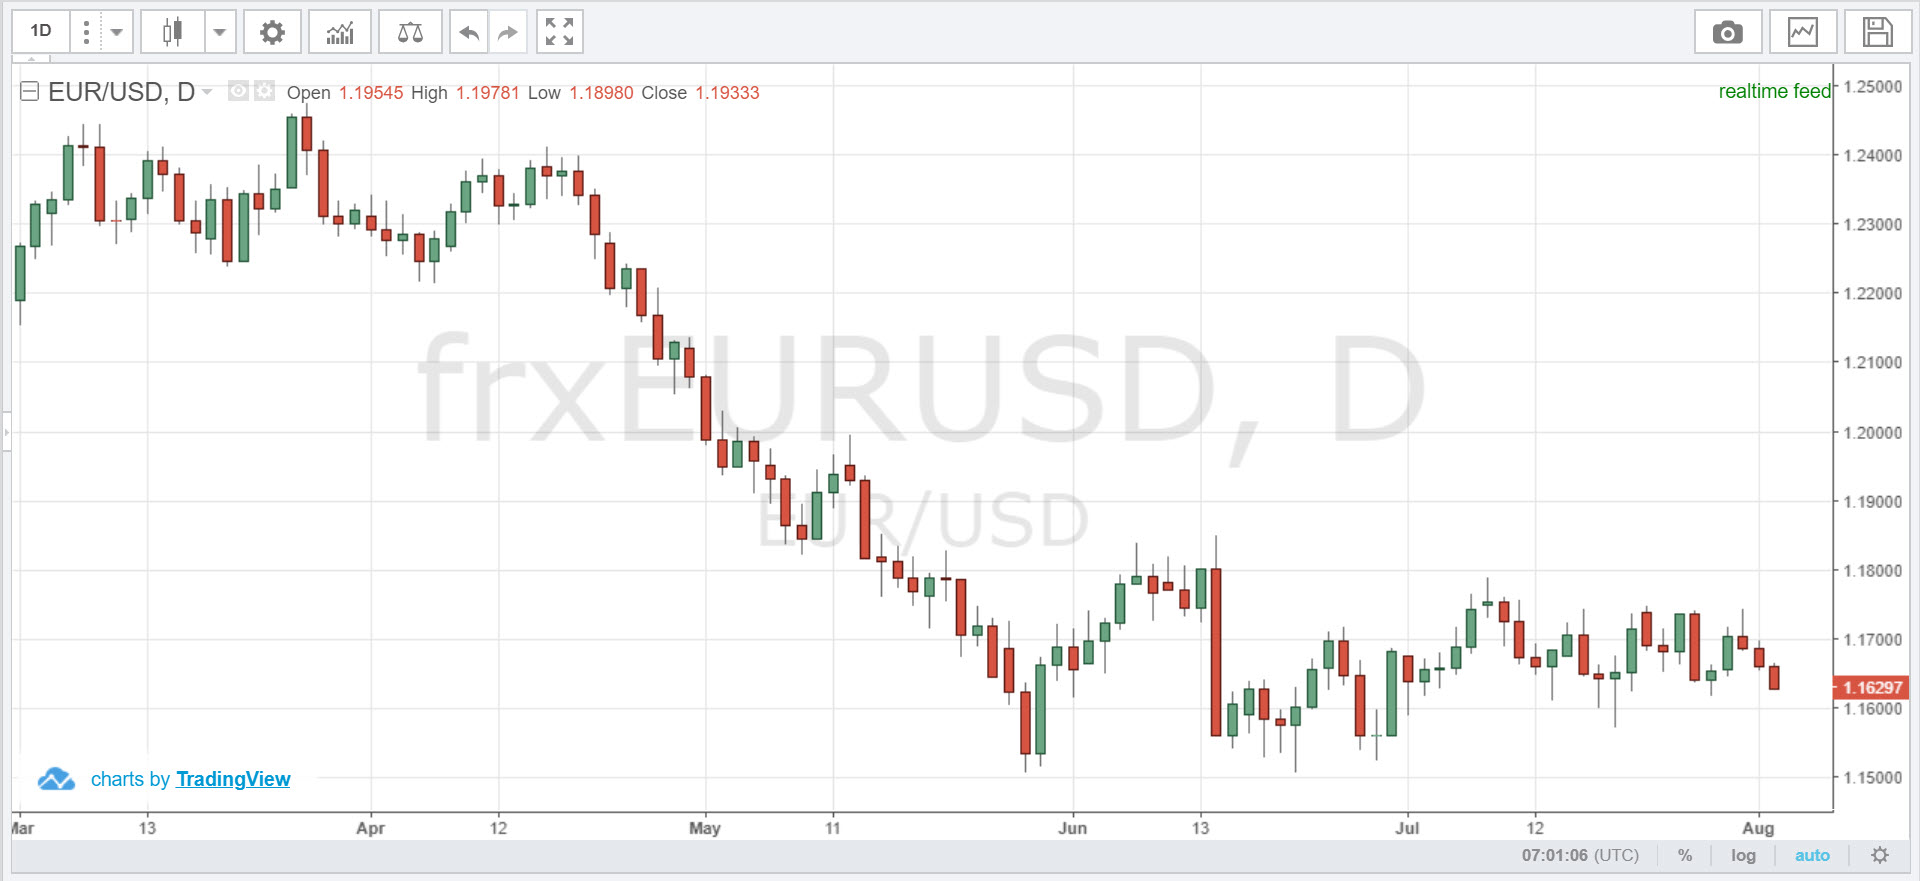 1D
EUR/USD, D Open 1.19545 High 1.19781 Low 1.18980 Close 1.19333
realtime feed
1.25000
1.24000
1.23000
1.22000
1.21000
1.20000
1.19000
1.18000
1.17000
1.16297
1.16000
1.15000
frxEURUSD, D
EUR/USD
charts by TradingView
Mar 13 Apr 12 May 11 Jun 13 Jul 12 Aug
07:01:06 (UTC) % log auto